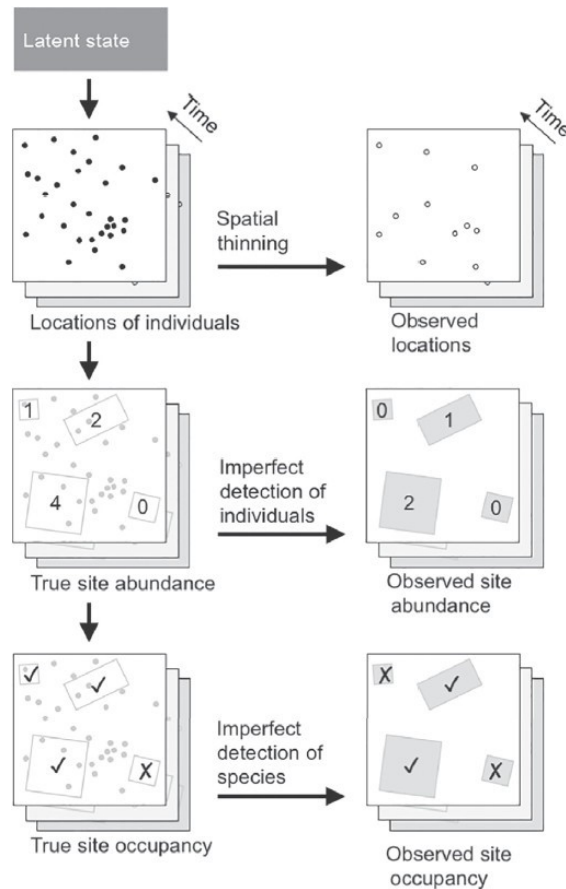 Latent state
Time
Time
Spatial
thinning
Locations of individuals
Observed
locations
1
2
4
0
Imperfect
detection of
individuals
0
1
2
0
True site abundance
Observed site
abundance
✓
✓
✓
X
Imperfect
detection of
species
X
✓
✓
X
True site occupancy
Observed site
occupancy